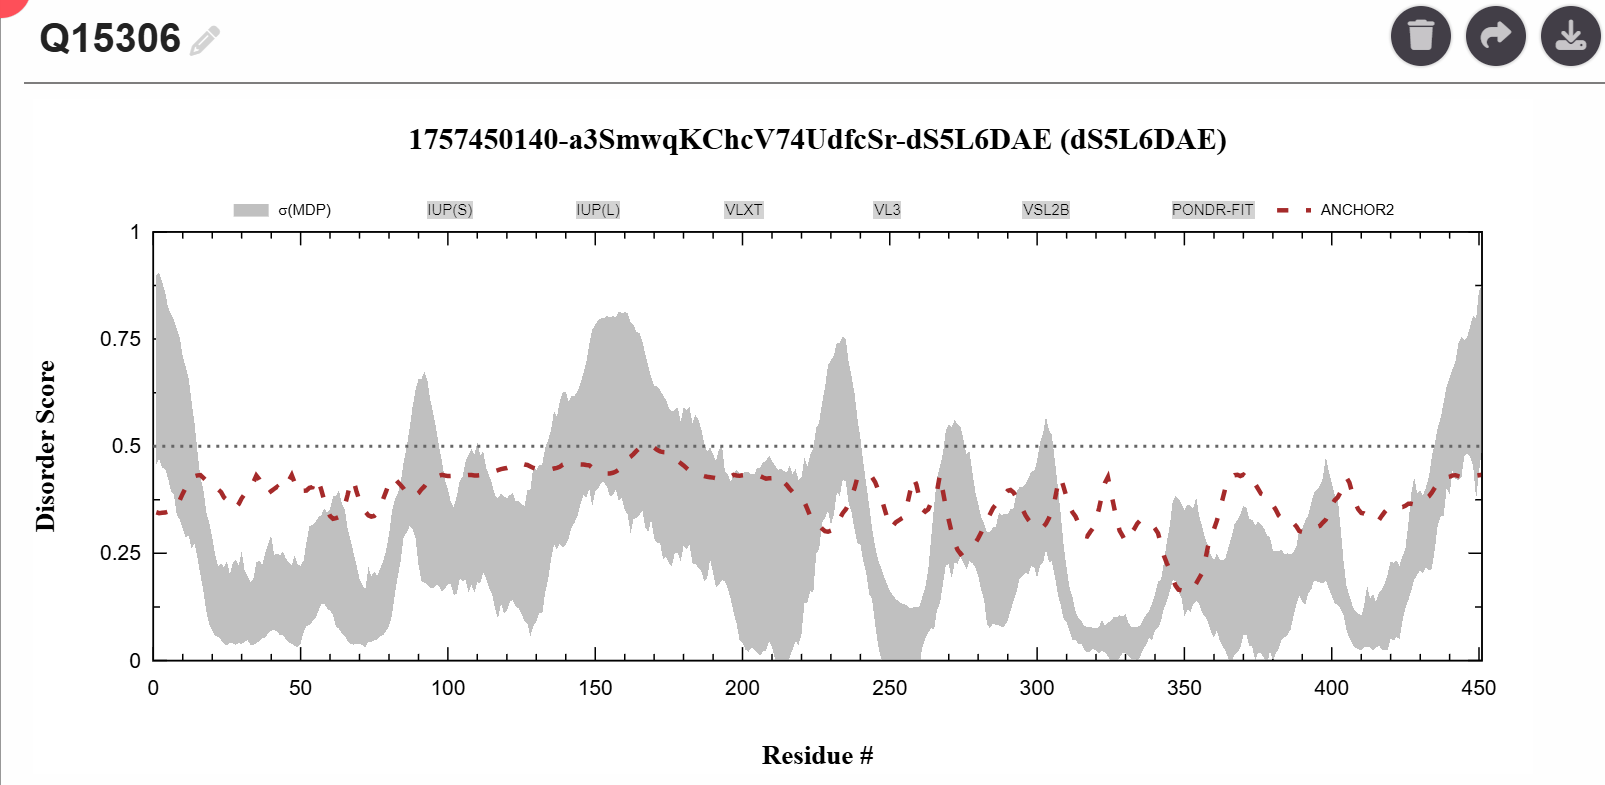 Q15306
1757450140-a3SmwqKChcV74UdfcSr-dS5L6DAE (dS5L6DAE)
σ(MDP) IUP(S) IUP(L) VLXT VL3 VSL2B PONDR-FIT ANCHOR2
1
0.75
0.5
0.25
0
Disorder Score
0 50 100 150 200 250 300 350 400 450
Residue #